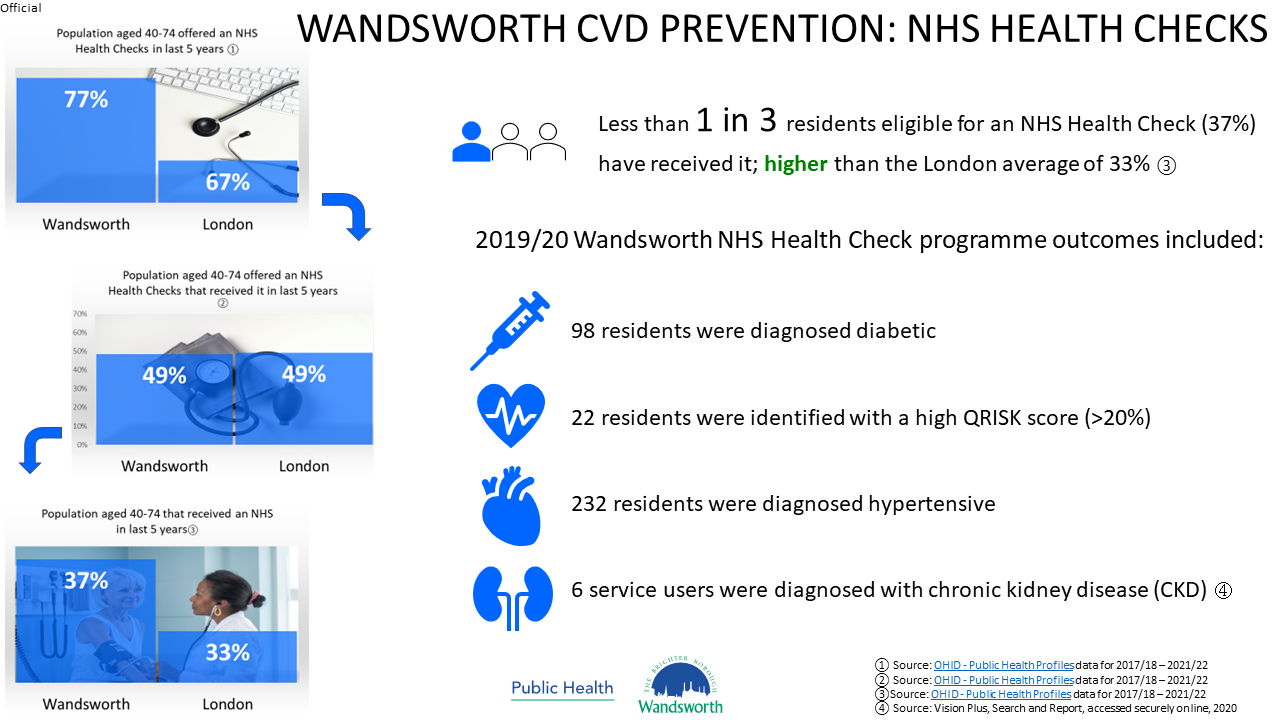 Official
WANDSWORTH CVD PREVENTION: NHS HEALTH CHECKS
Population aged 40-74 offered an NHS
Health Checks in last 5 years ①
77%
67%
Wandsworth
London
Population aged 40-74 offered an NHS
Health Checks that received it in last 5 years
②
70%
60%
50%
40%
30%
20%
10%
0%
49%
49%
Wandsworth
London
Population aged 40-74 that received an NHS
in last 5 years③
37%
33%
Wandsworth
London
Less than 1 in 3 residents eligible for an NHS Health Check (37%)
have received it; higher than the London average of 33% ③
2019/20 Wandsworth NHS Health Check programme outcomes included:
98 residents were diagnosed diabetic
22 residents were identified with a high QRISK score (>20%)
232 residents were diagnosed hypertensive
6 service users were diagnosed with chronic kidney disease (CKD) ④
Public Health
THE BRIGHTER BOROUGH
Wandsworth
① Source: OHID - Public Health Profiles data for 2017/18 – 2021/22
② Source: OHID - Public Health Profiles data for 2017/18 – 2021/22
③ Source: OHID - Public Health Profiles data for 2017/18 – 2021/22
④ Source: Vision Plus, Search and Report, accessed securely online, 2020